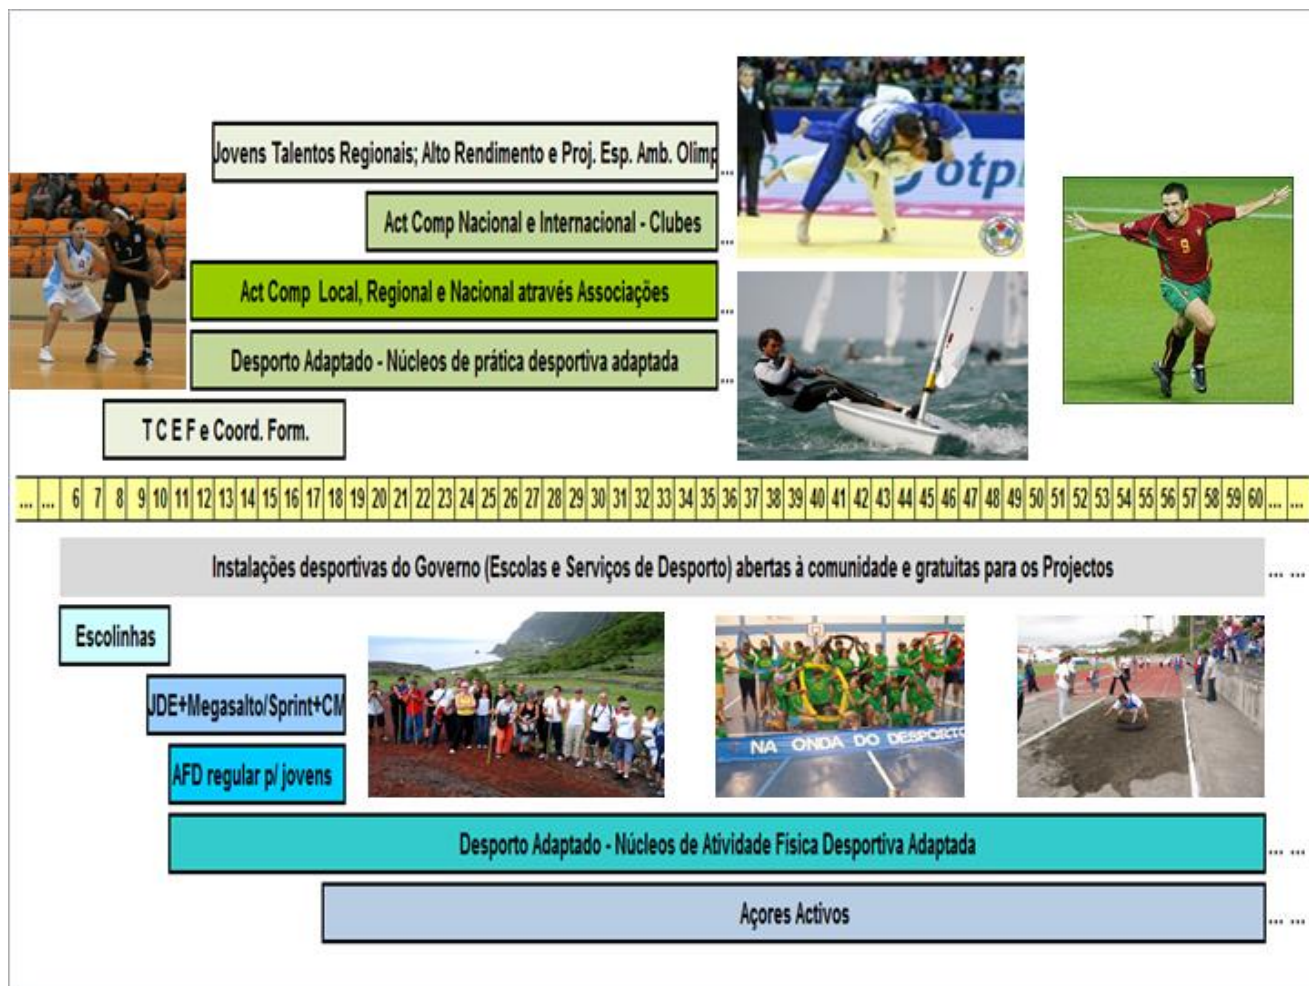 Jovens Talentos Regionais; Alto Rendimento e Proj. Esp. Amb. Olimp
...
otp
Act Comp Nacional e Internacional - Clubes
...
7
9
Act Comp Local, Regional e Nacional através Associações
...
Desporto Adaptado - Núcleos de prática desportiva adaptada
...
T C E F e Coord. Form.
... ... 6 7 8 9 10 11 12 13 14 15 16 17 18 19 20 21 22 23 24 25 26 27 28 29 30 31 32 33 34 35 36 37 38 39 40 41 42 43 44 45 46 47 48 49 50 51 52 53 54 55 56 57 58 59 60 ... ...
Instalações desportivas do Governo (Escolas e Serviços de Desporto) abertas à comunidade e gratuitas para os Projectos
... ...
Escolinhas
JDE+Megasalto/Sprint+CM
NA ONDA DO DESPORTO
AFD regular p/ jovens
Desporto Adaptado - Núcleos de Atividade Física Desportiva Adaptada
... ...
Açores Activos
... ...